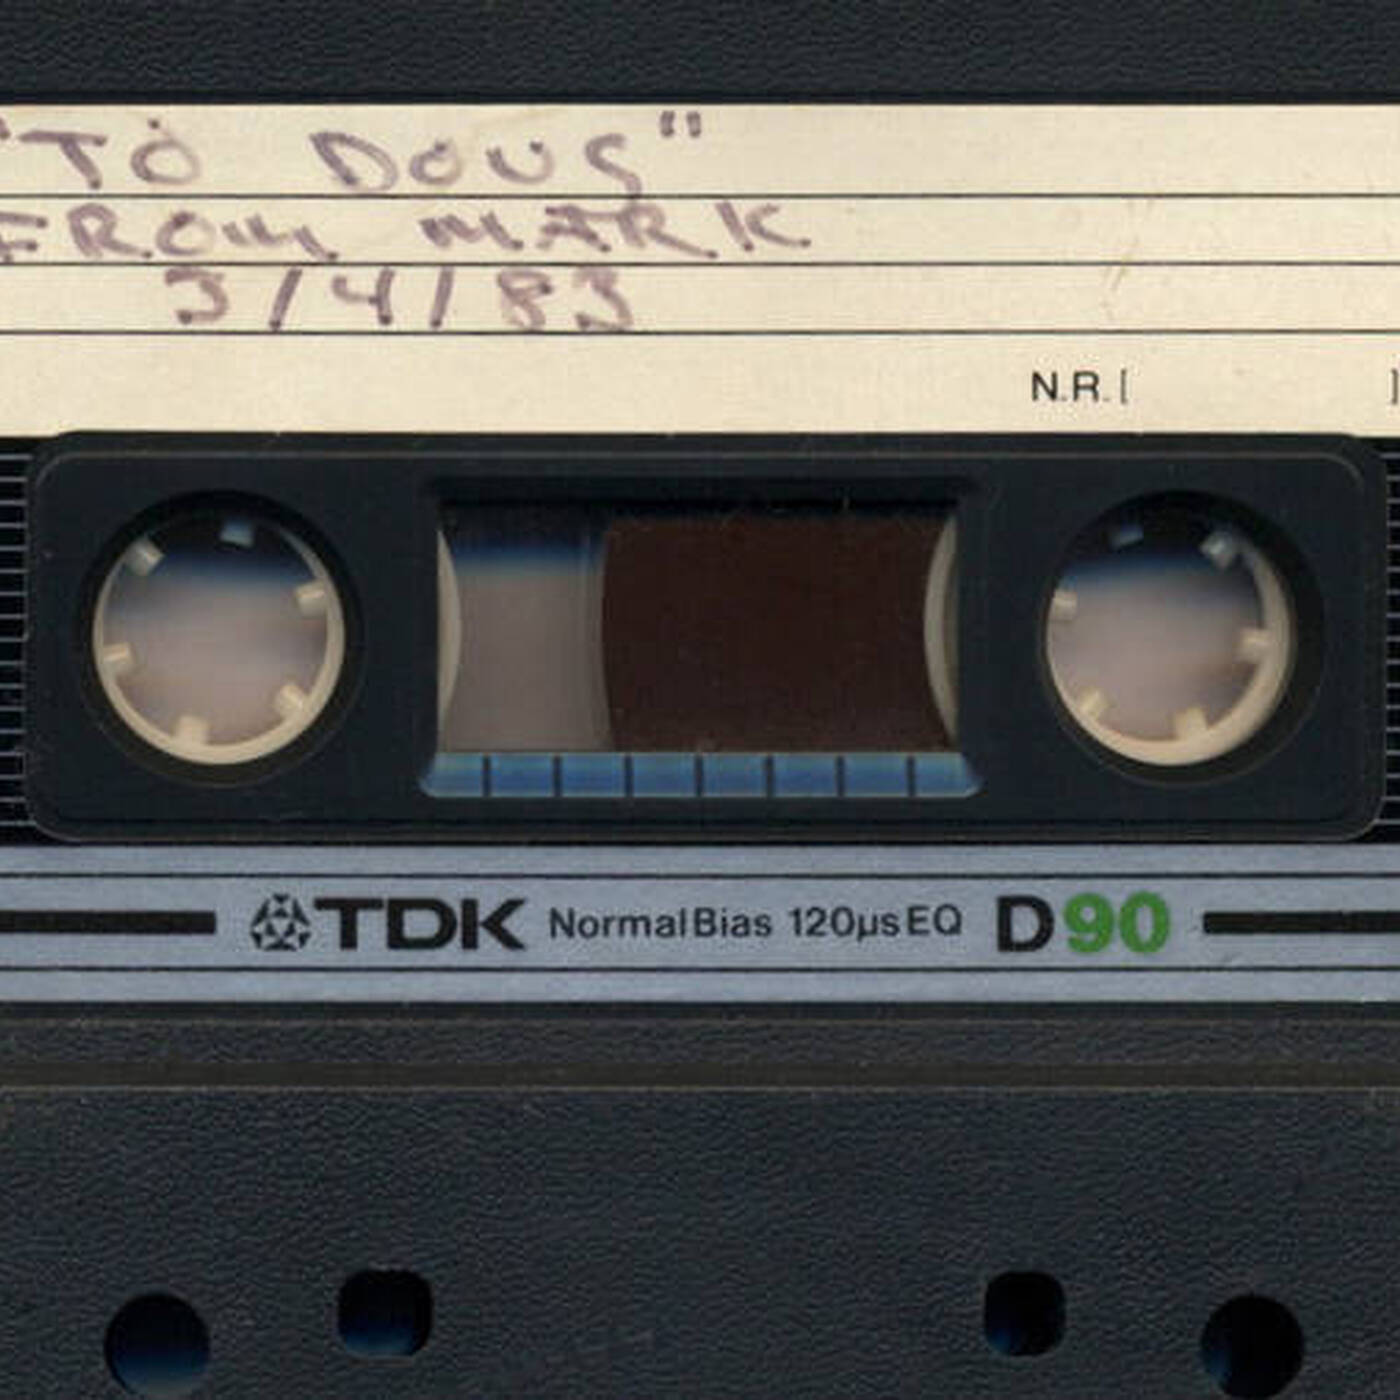 "TO DOUG"
FROM MARK
3/4/83
N.R. [ ]
TDK Normal Bias 120µs EQ D90